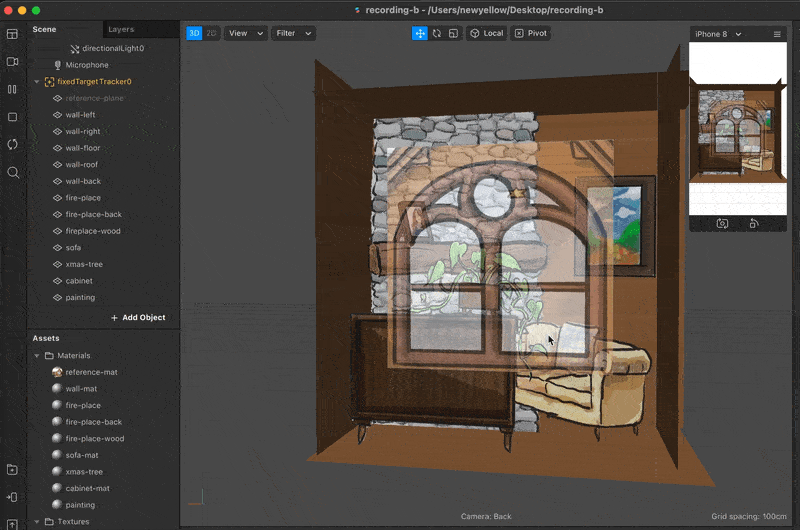 recording-b - /Users/newyellow/Desktop/recording-b
Scene
Layers
3D
2D
View
Filter
Local
Pivot
iPhone 8
directionalLight0
Microphone
fixedTargetTracker0
reference-plane
wall-left
wall-right
wall-floor
wall-roof
wall-back
fire-place
fire-place-back
fireplace-wood
sofa
xmas-tree
cabinet
painting
+ Add Object
Assets
Materials
reference-mat
wall-mat
fire-place
fire-place-back
fire-place-wood
sofa-mat
xmas-tree
cabinet-mat
painting
Textures
Camera: Back
Grid spacing: 100cm